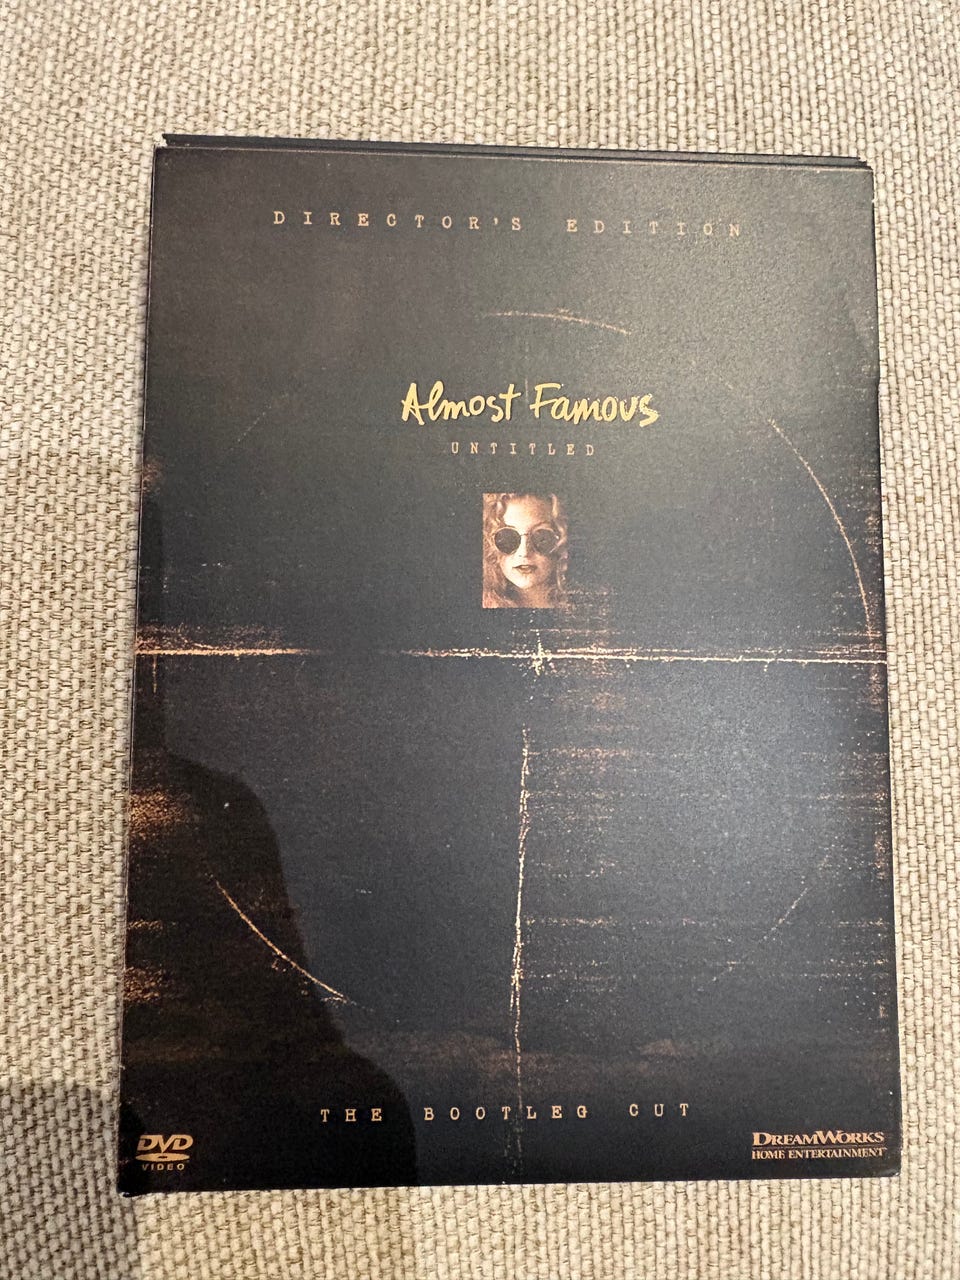 DIRECTOR'S EDITION
Almost Famous
UNTITLED
THE BOOTLEG CUT
DVD
VIDEO
DREAMWORKS
HOME ENTERTAINMENT